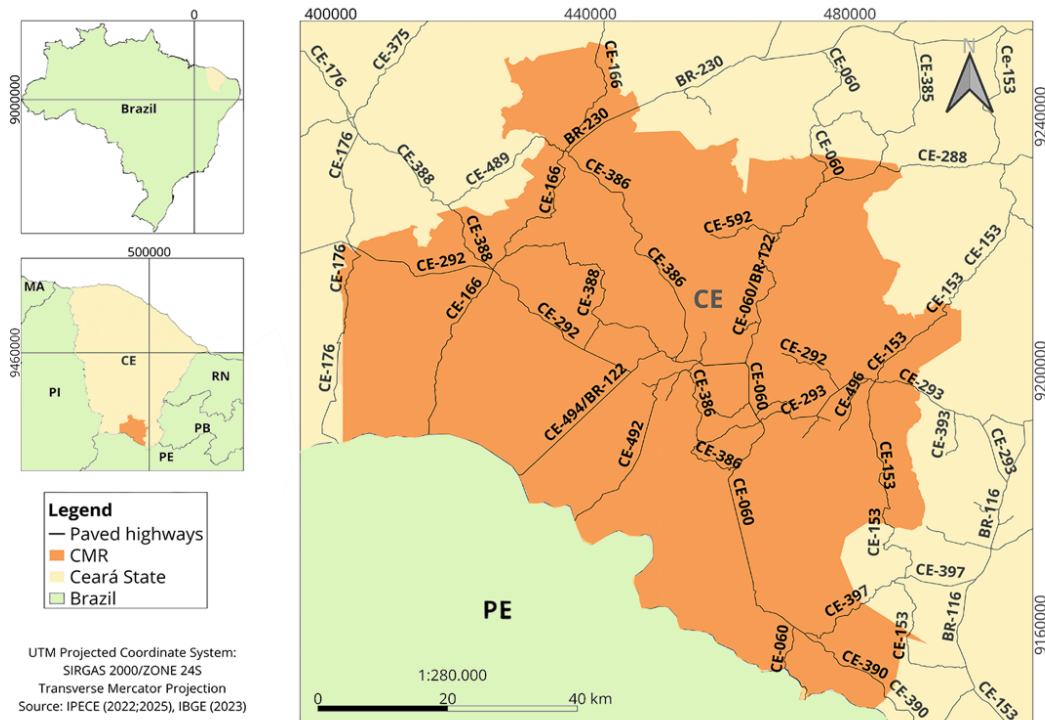 0
9000000
Brazil
500000
9460000
MA
CE
PI
RN
PB
PE
Legend
Paved highways
CMR
Ceará State
Brazil
UTM Projected Coordinate System:
SIRGAS 2000/ZONE 24S
Transverse Mercator Projection
Source: IPECE (2022;2025), IBGE (2023)
400000
440000
480000
9240000
9200000
9160000
N
CE-176
CE-375
CE-166
BR-230
CE-060
CE-385
Ce-153
CE-176
CE-388
CE-489
BR-230
CE-166
CE-386
CE-060
CE-288
CE-592
CE-176
CE-292
CE-388
CE-166
CE-388
CE-386
CE
CE-060/BR-122
CE-153
CE-153
CE-292
CE-176
CE-494/BR-122
CE-492
CE-386
CE-060
CE-292
CE-293
CE-496
CE-153
CE-293
CE-393
CE-293
CE-386
CE-060
CE-153
CE-153
BR-116
CE-397
CE-397
BR-116
CE-153
CE-060
CE-390
CE-390
CE-153
PE
1:280.000
0
20
40 km